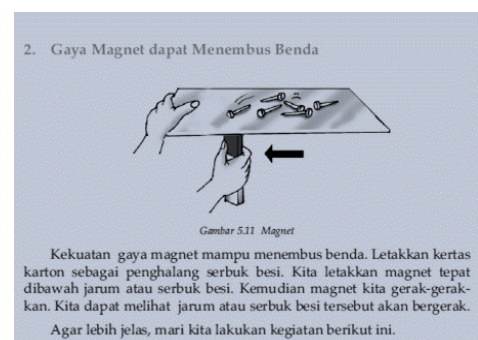 2. Gaya Magnet dapat Menembus Benda
Gambar 5.11 Magnet
Kekuatan gaya magnet mampu menembus benda. Letakkan kertas
karton sebagai penghalang serbuk besi. Kita letakkan magnet tepat
dibawah jarum atau serbuk besi. Kemudian magnet kita gerak-gerak-
kan. Kita dapat melihat jarum atau serbuk besi tersebut akan bergerak.
Agar lebih jelas, mari kita lakukan kegiatan berikut ini.